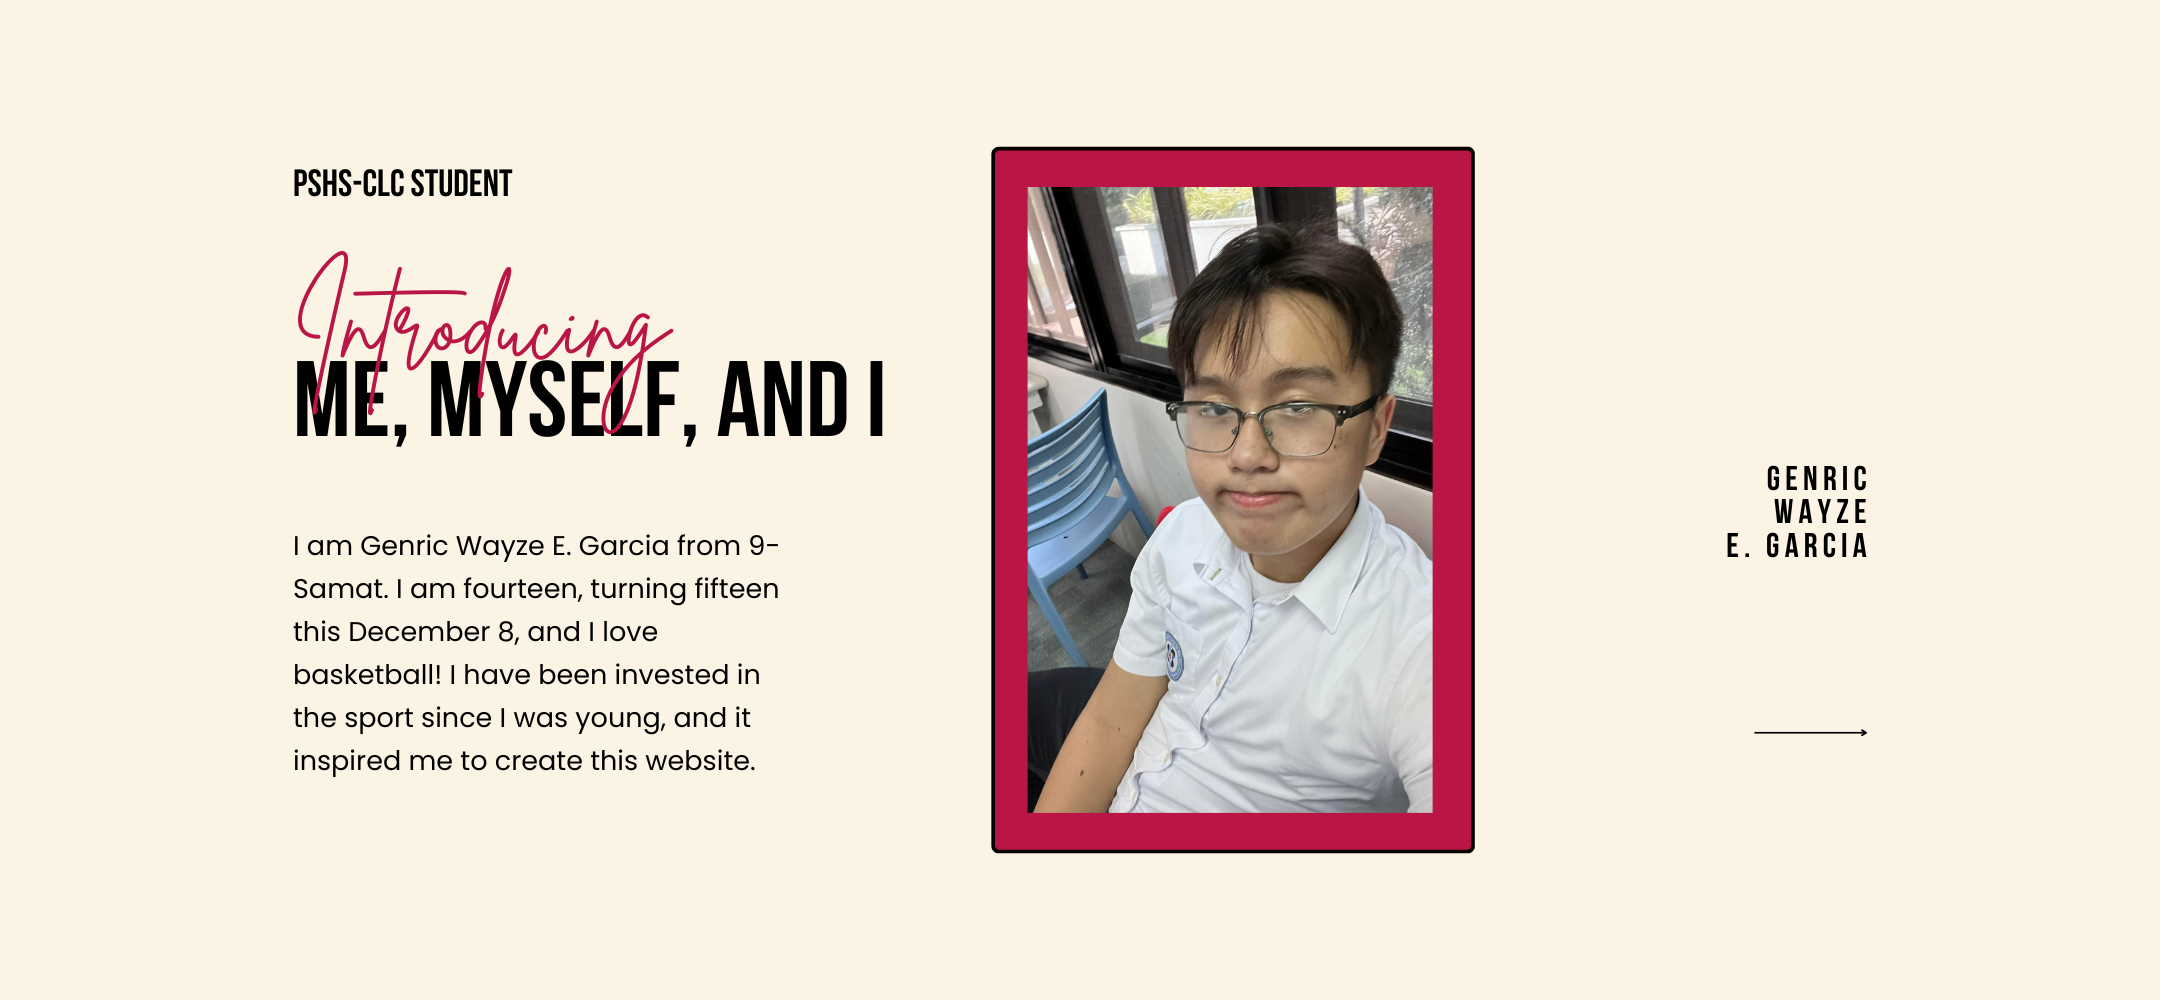 PSHS-CLC STUDENT
Introducing
ME, MYSELF, AND I
I am Genric Wayze E. Garcia from 9-
Samat. I am fourteen, turning fifteen
this December 8, and I love
basketball! I have been invested in
the sport since I was young, and it
inspired me to create this website.
GENRIC
WAYZE
E. GARCIA